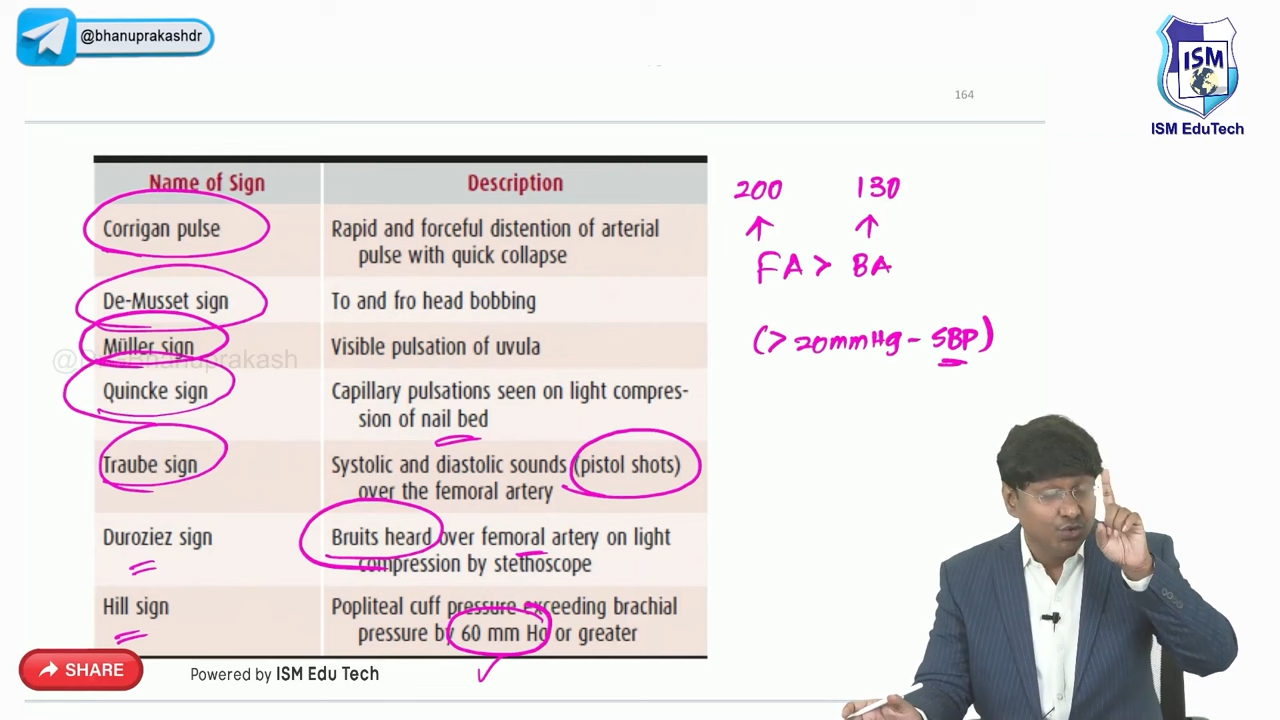 @bhanuprakashdr
ISM
ISM EduTech
164
Name of Sign
Description
Corrigan pulse
Rapid and forceful distention of arterial
pulse with quick collapse
De-Musset sign
To and fro head bobbing
Müller sign
Visible pulsation of uvula
Quincke sign
Capillary pulsations seen on light compres-
sion of nail bed
Traube sign
Systolic and diastolic sounds (pistol shots)
over the femoral artery
Duroziez sign
Bruits heard over femoral artery on light
compression by stethoscope
Hill sign
Popliteal cuff pressure exceeding brachial
pressure by 60 mm Hg or greater
200 130
FA > BA
(> 20mmHg - SBP)
SHARE
Powered by ISM Edu Tech